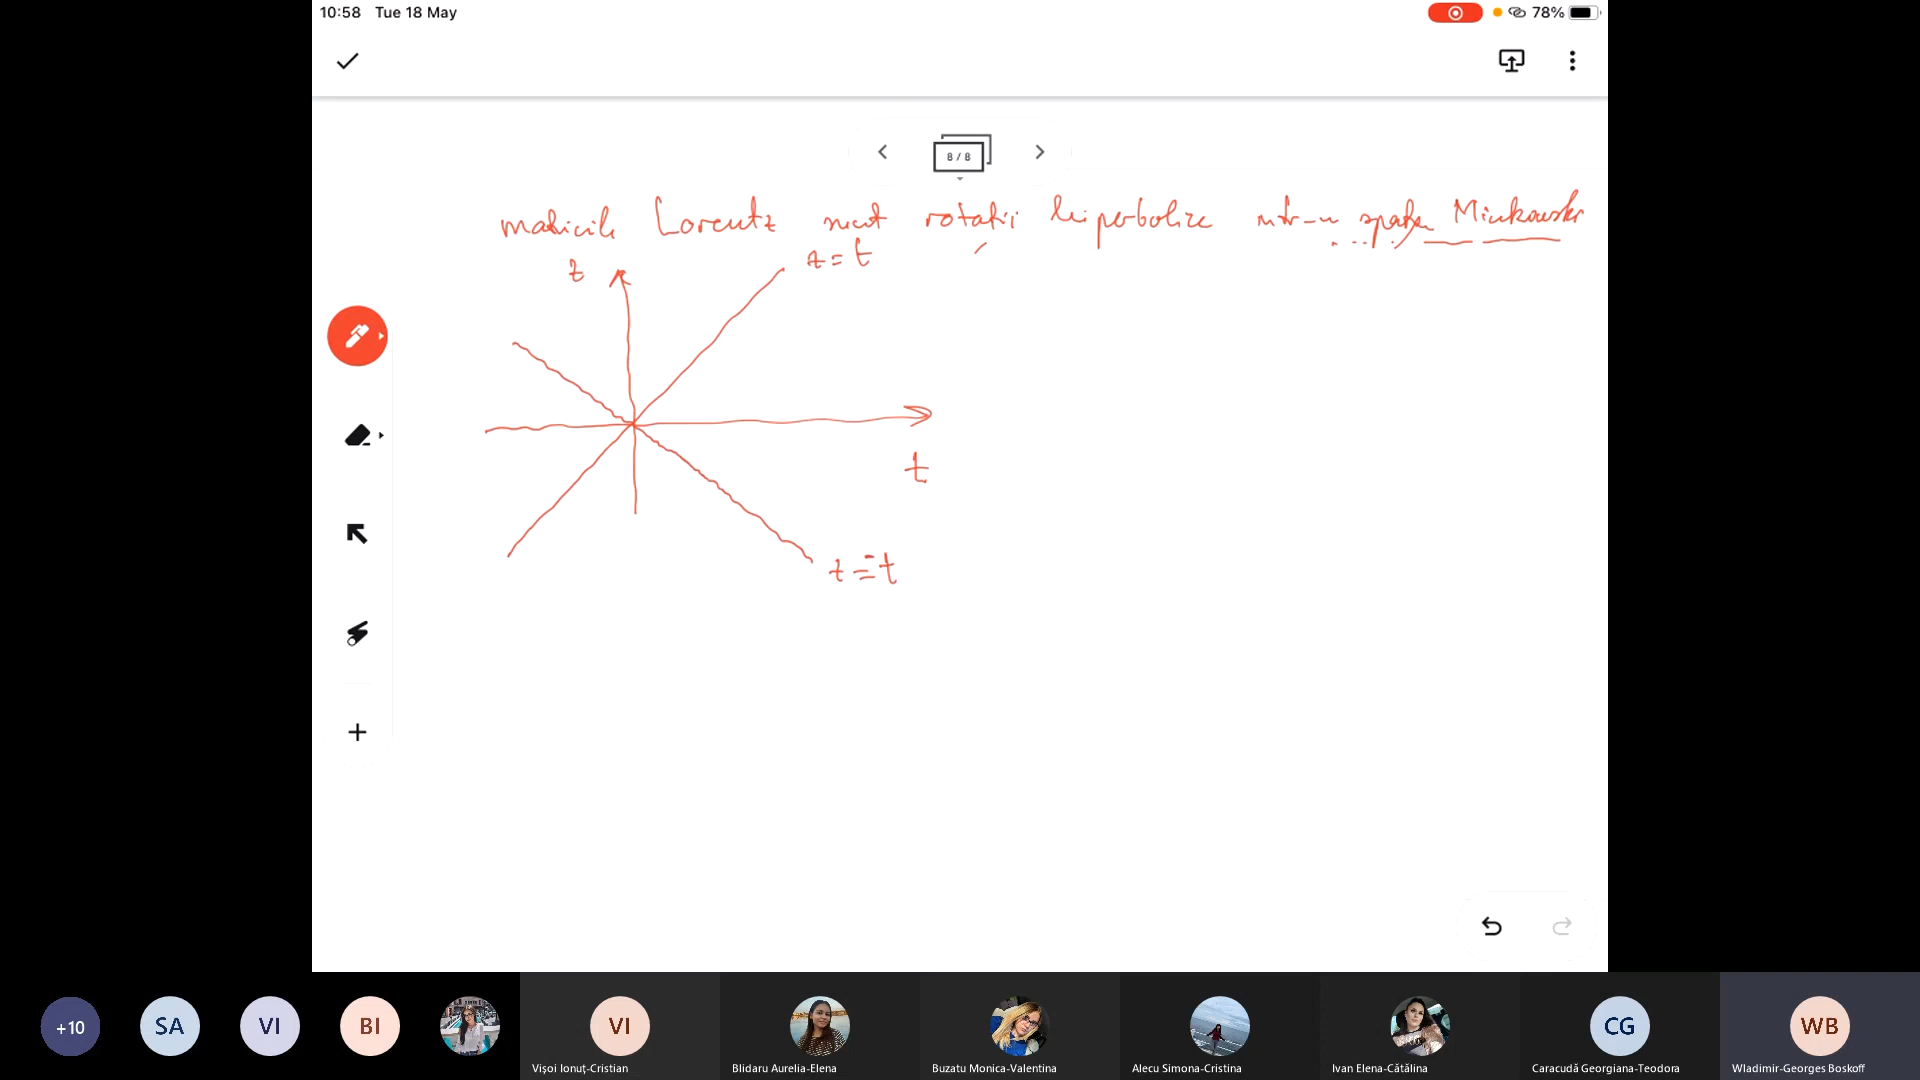 10:58 Tue 18 May
78%
8 / 8
matricile Lorentz sunt rotații hiperbolice într-un spațiu Minkowski
z
z = t
t
z = -t
+10
SA
VI
BI
VI
CG
WB
Vișoi Ionuț-Cristian
Blidaru Aurelia-Elena
Buzatu Monica-Valentina
Alecu Simona-Cristina
Ivan Elena-Cătălina
Caracudă Georgiana-Teodora
Wladimir-Georges Boskoff